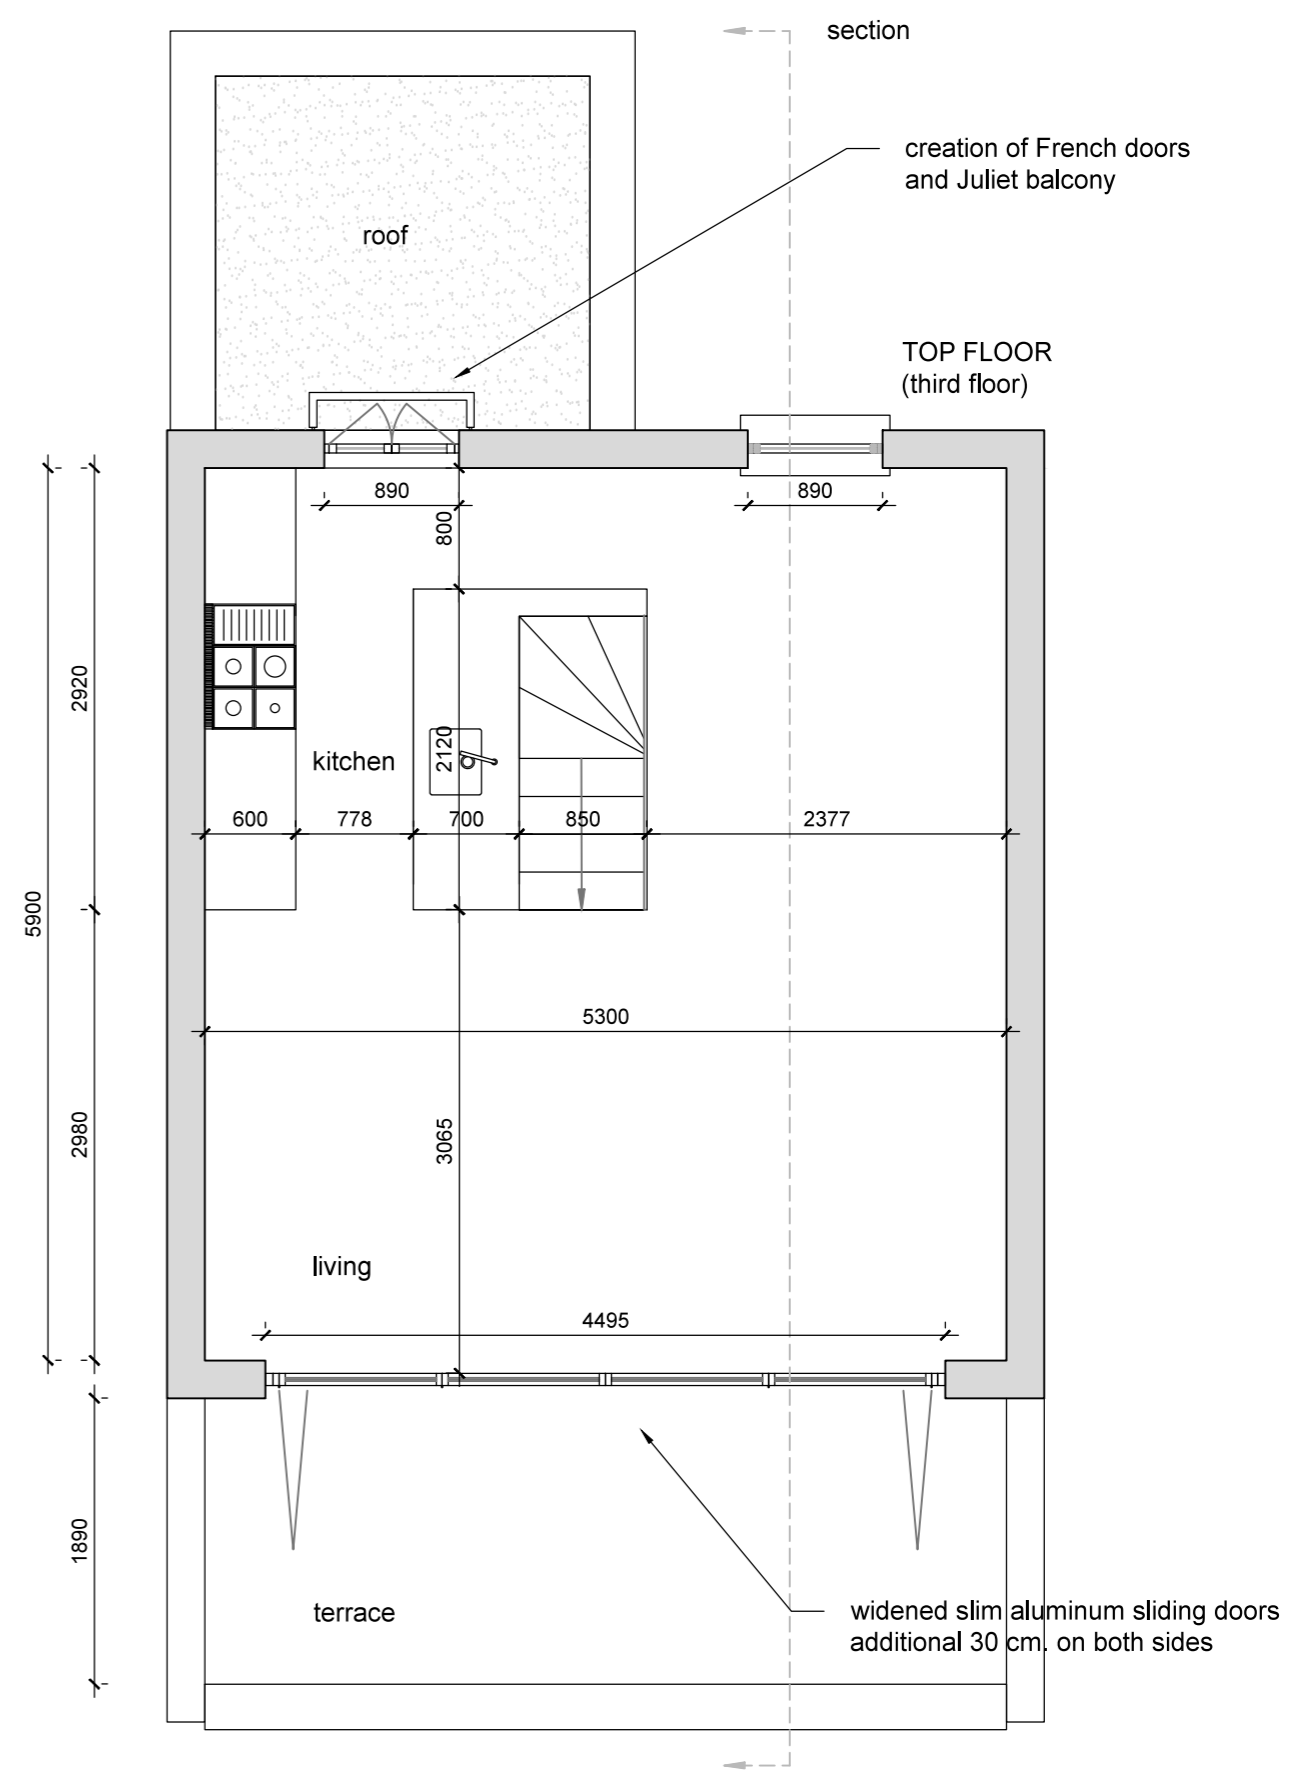 section
creation of French doors
and Juliet balcony
roof
TOP FLOOR
(third floor)
890
890
800
2920
2120
kitchen
600
778
700
850
2377
5900
5300
2980
3065
living
4495
1890
terrace
widened slim aluminum sliding doors
additional 30 cm. on both sides